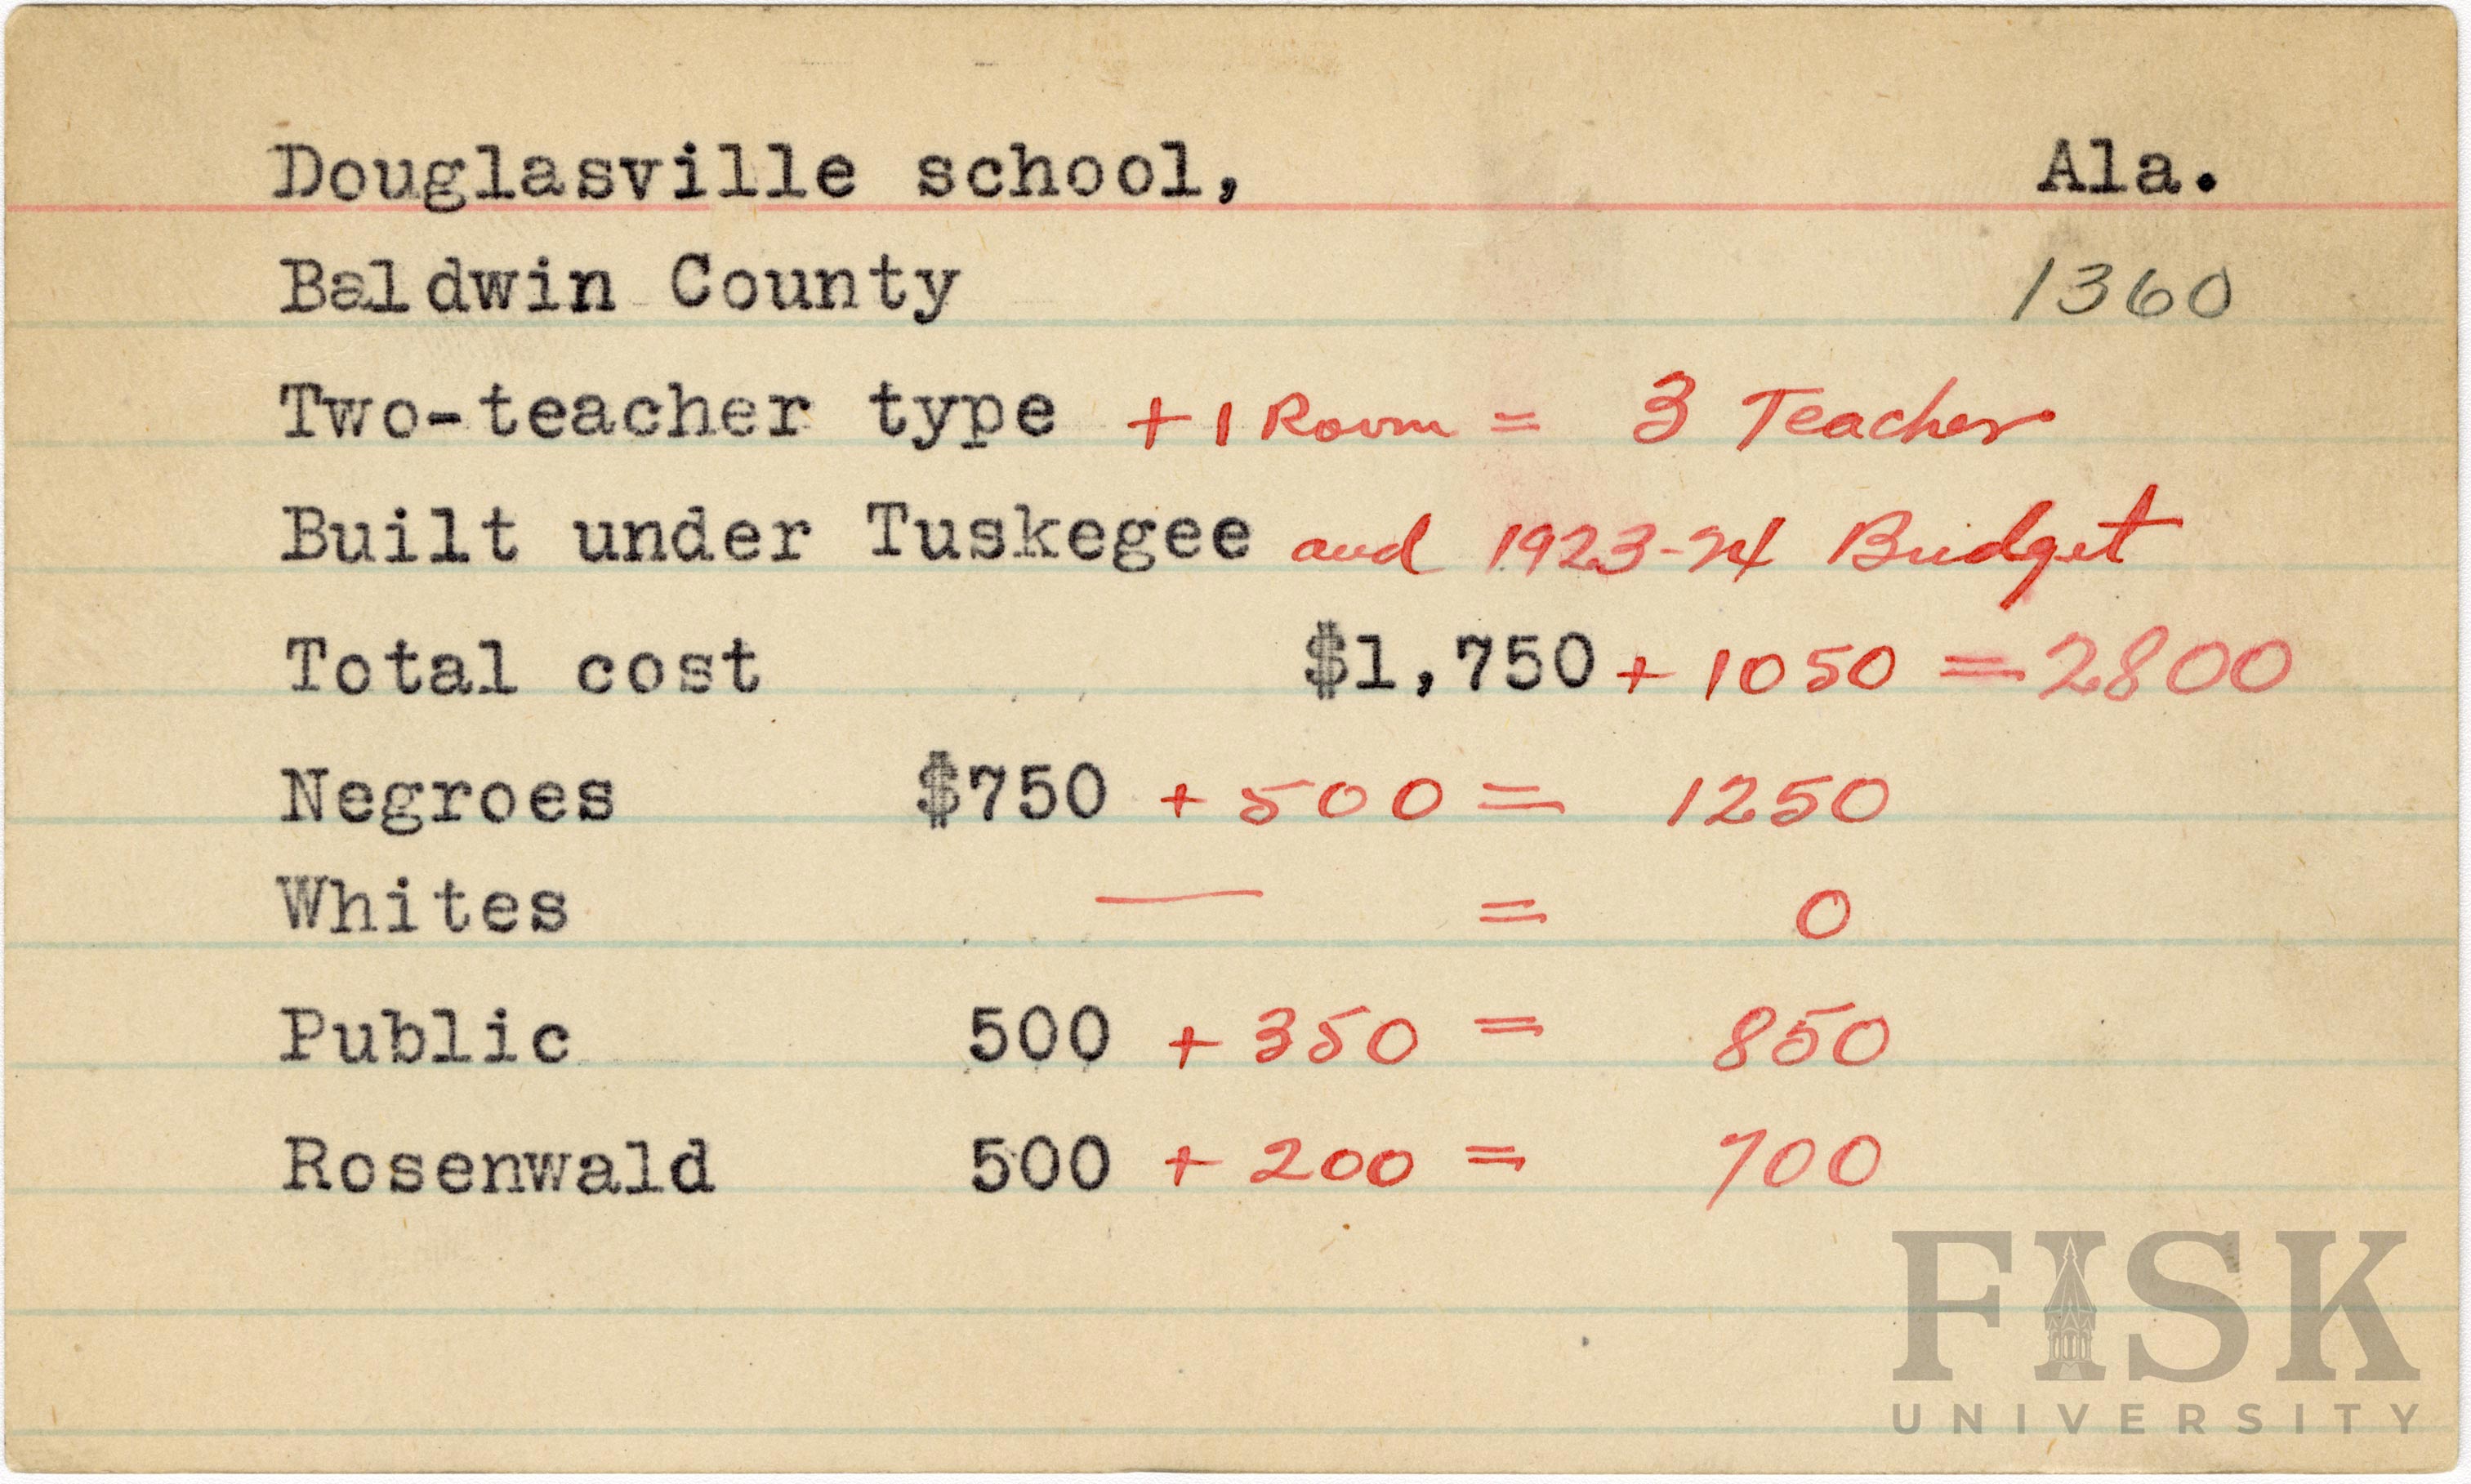 Douglasville school, Ala.
Baldwin County 1360
Two-teacher type + 1 Room = 3 Teacher
Built under Tuskegee and 1923-24 Budget
Total cost $1,750 + 1050 = 2800
Negroes $750 + 500 = 1250
Whites — = 0
Public 500 + 350 = 850
Rosenwald 500 + 200 = 700
FISK
UNIVERSITY